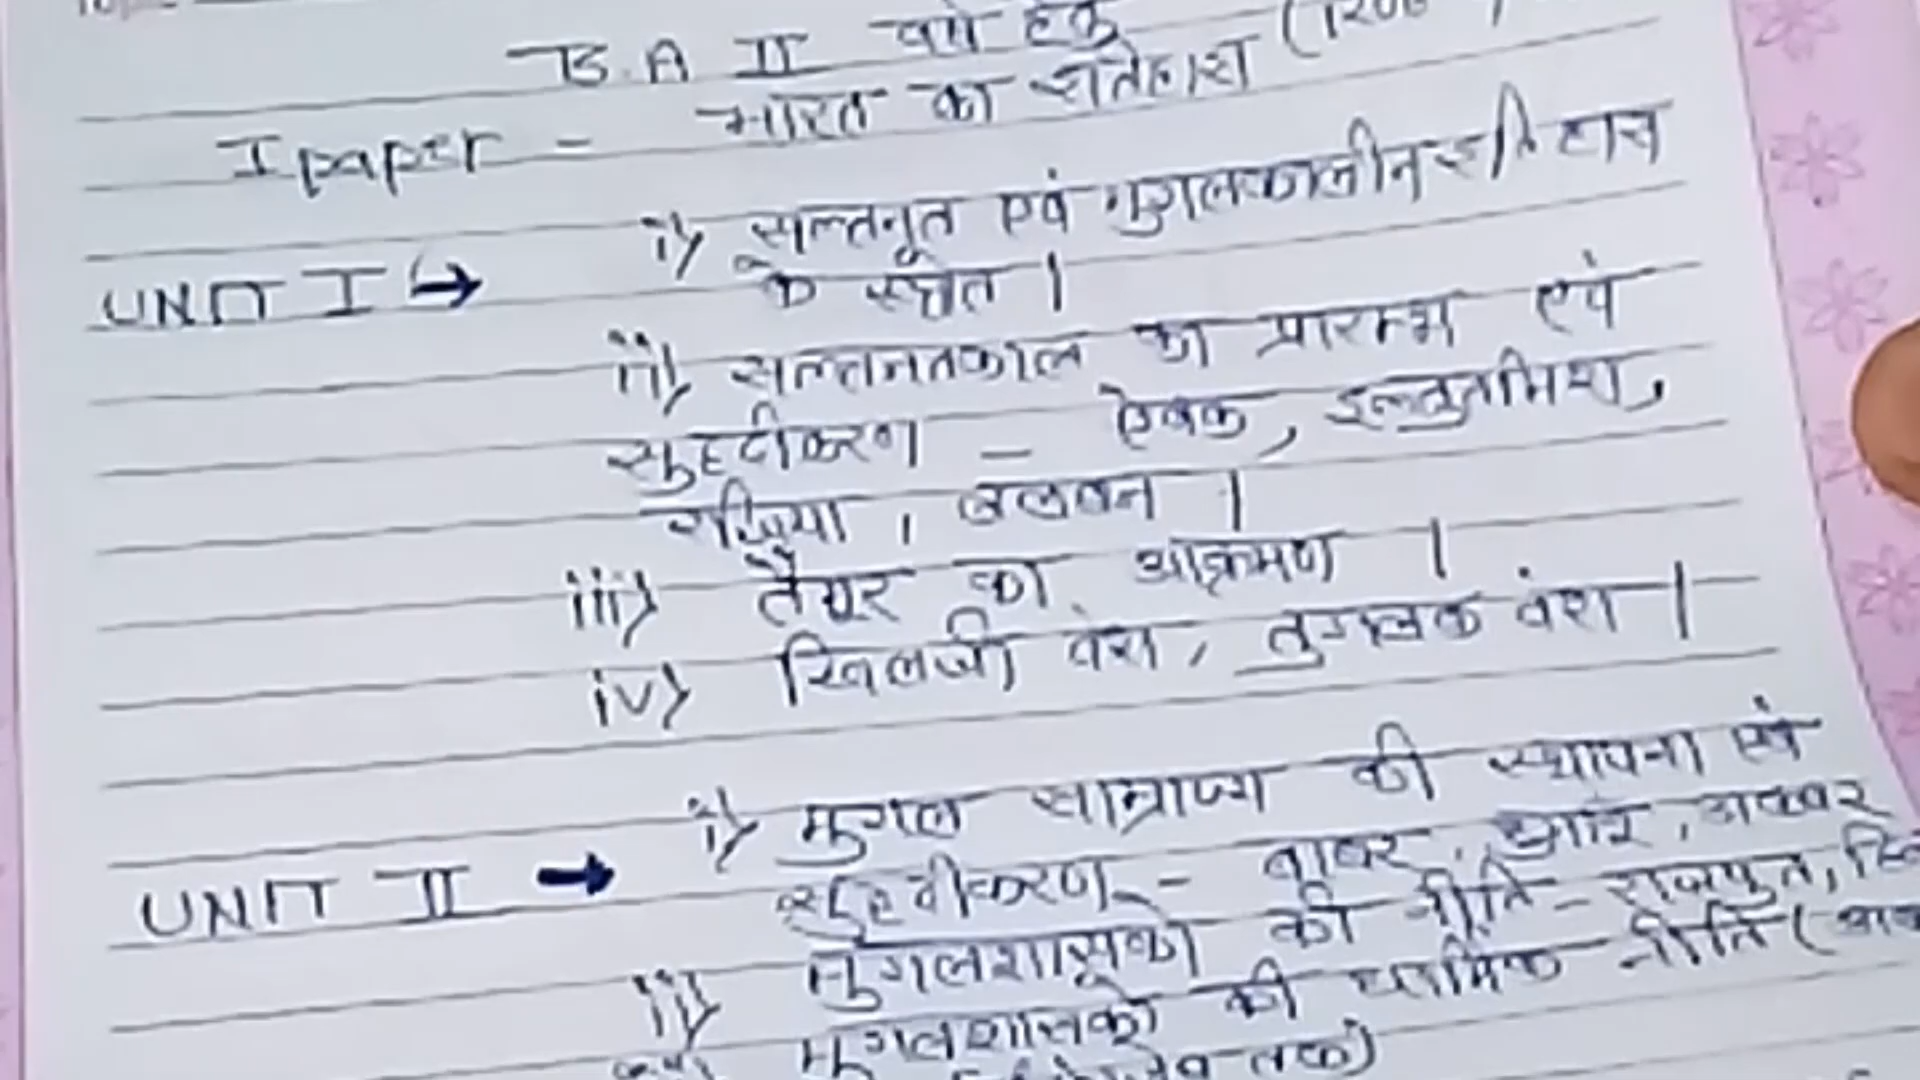 B.A II वर्ष हेतु
I paper - भारत का इतिहास (1206
UNIT I → i) सल्तनत एवं मुगलकालीन इतिहास
के स्त्रोत ।
ii) सल्तनतकाल का प्रारम्भ एवं
सुदृढीकरण - ऐबक, इल्तुतमिश,
रजिया, बलबन ।
iii) तैमूर का आक्रमण ।
iv) खिलजी वंश, तुगलक वंश ।
UNIT II → i) मुगल साम्राज्य की स्थापना एवं
सुदृढीकरण - बाबर, अकबर
ii) मुगलशासको की नीति - राजपूत,
मुगलशासको की धार्मिक नीति (
तक)